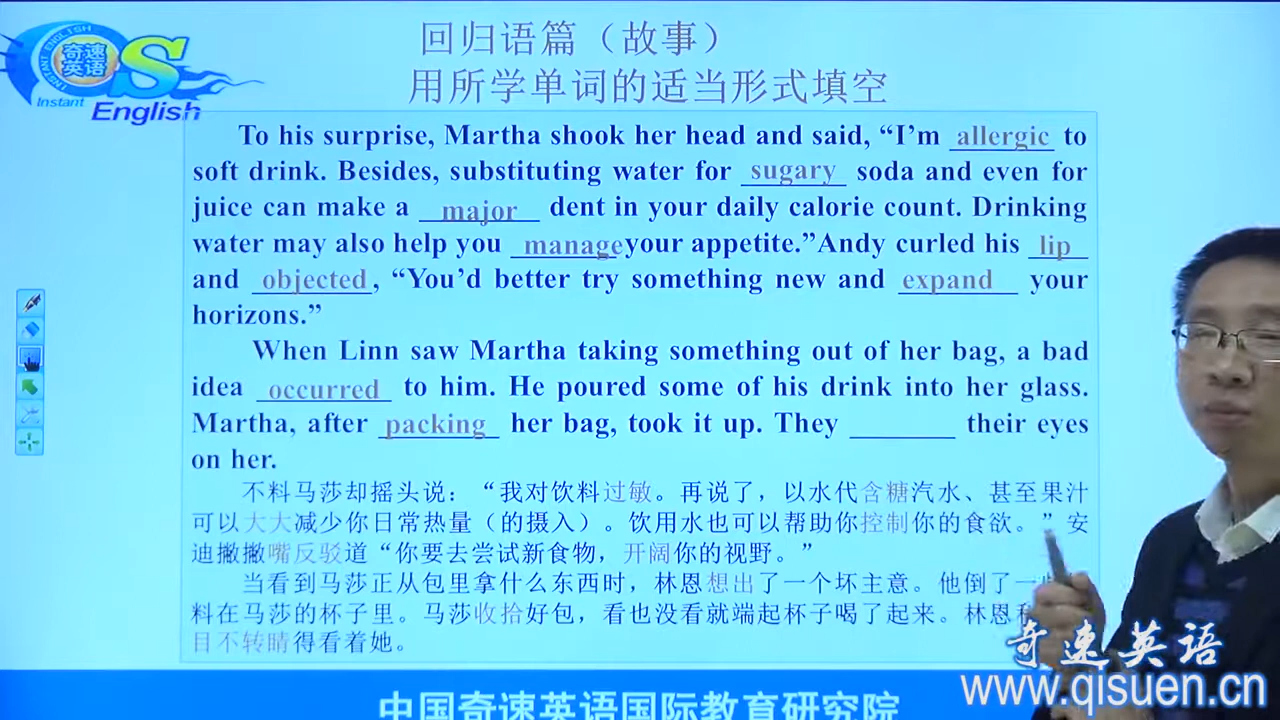 INSTANT ENGLISH
奇速
英语
S
Instant
English
回归语篇（故事）
用所学单词的适当形式填空
To his surprise, Martha shook her head and said, “I’m allergic to
soft drink. Besides, substituting water for sugary soda and even for
juice can make a major dent in your daily calorie count. Drinking
water may also help you manage your appetite.”Andy curled his lip
and objected, “You’d better try something new and expand your
horizons.”
When Linn saw Martha taking something out of her bag, a bad
idea occurred to him. He poured some of his drink into her glass.
Martha, after packing her bag, took it up. They ________ their eyes
on her.
不料马莎却摇头说：“我对饮料过敏。再说了，以水代含糖汽水、甚至果汁
可以大大减少你日常热量（的摄入）。饮用水也可以帮助你控制你的食欲。”安
迪撇撇嘴反驳道“你要去尝试新食物，开阔你的视野。”
当看到马莎正从包里拿什么东西时，林恩想出了一个坏主意。他倒了一
料在马莎的杯子里。马莎收拾好包，看也没看就端起杯子喝了起来。林恩
目不转睛得看着她。
奇速英语
www.qisuen.cn
中国奇速英语国际教育研究院